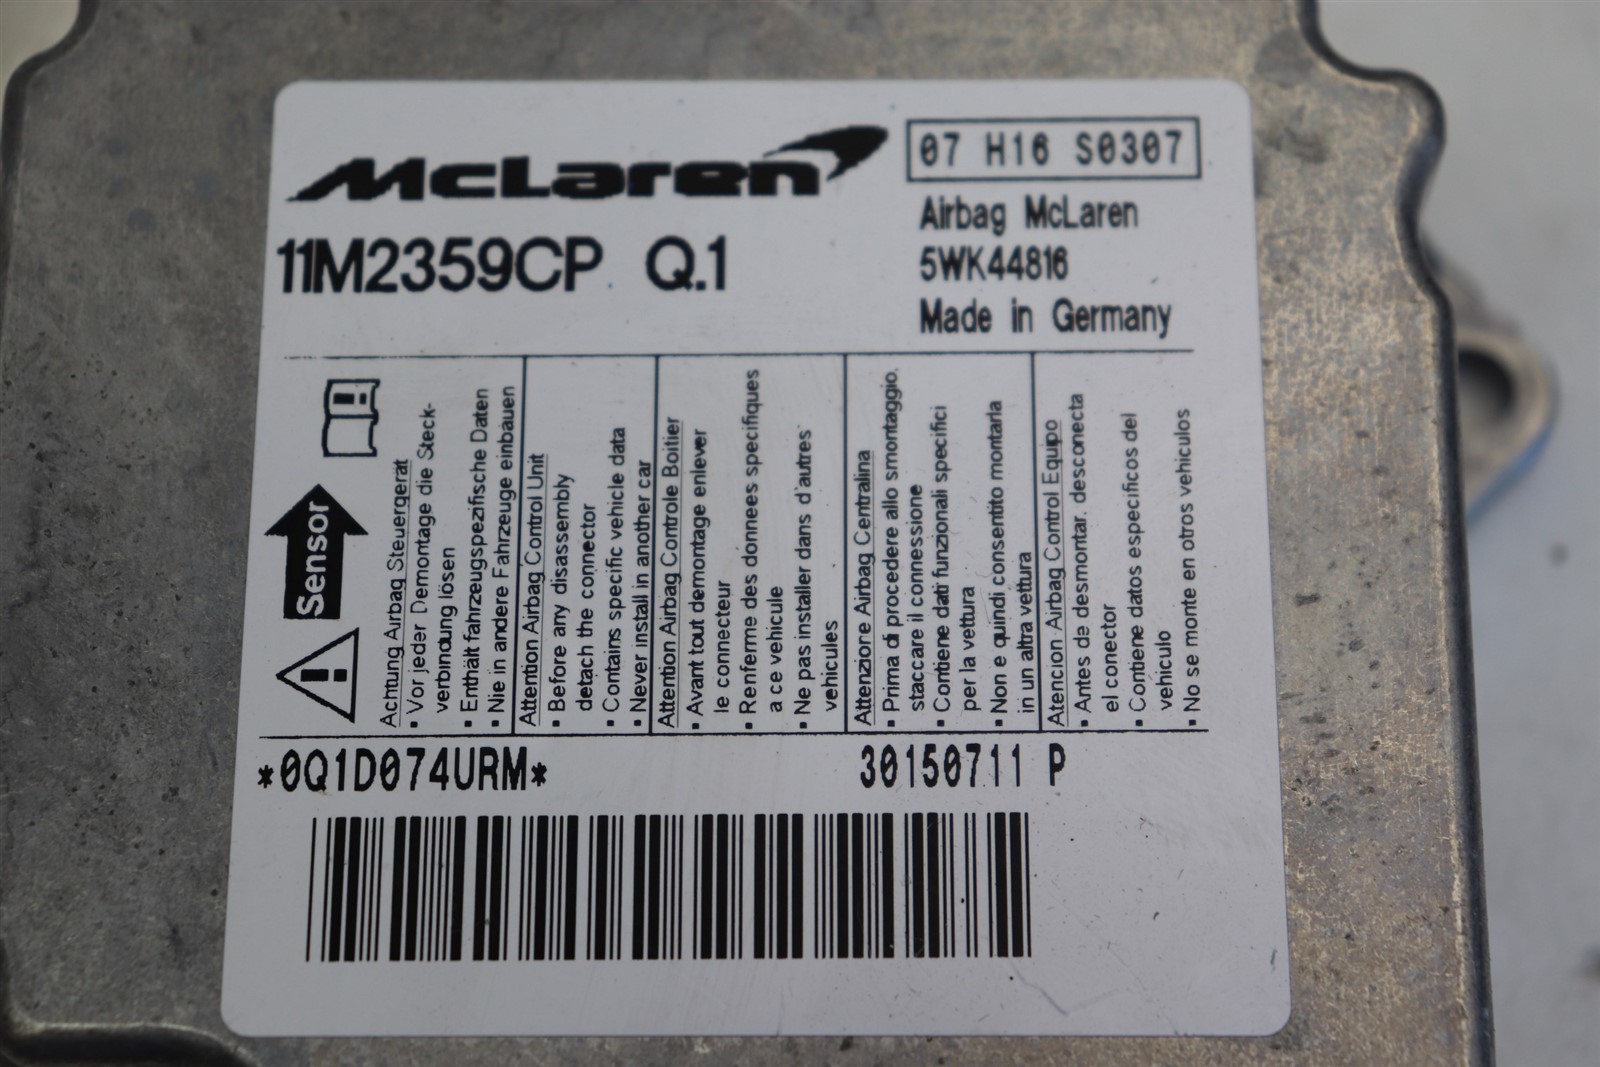 McLaren
07 H16 S0307
Airbag McLaren
11M2359CP Q.1
5WK44816
Made in Germany
Sensor
Achtung Airbag Steuergerät
▪ Vor jeder Demontage die Steck-
verbindung lösen
▪ Enthält fahrzeugspezifische Daten
▪ Nie in andere Fahrzeuge einbauen
Attention Airbag Control Unit
▪ Before any disassembly
detach the connector
▪ Contains specific vehicle data
▪ Never install in another car
Attention Airbag Controle Boitier
▪ Avant tout demontage enlever
le connecteur
▪ Renferme des donnees specifiques
a ce vehicule
▪ Ne pas installer dans d'autres
vehicules
Attenzione Airbag Centralina
▪ Prima di procedere allo smontaggio,
staccare il connessione
▪ Contiene dati funzionali specifici
per la vettura
▪ Non e quindi consentito montarla
in un altra vettura
Atencion Airbag Control Equipo
▪ Antes de desmontar. desconecta
el conector
▪ Contiene datos especificos del
vehiculo
▪ No se monte en otros vehiculos
*0Q1D074URM*
30150711 P